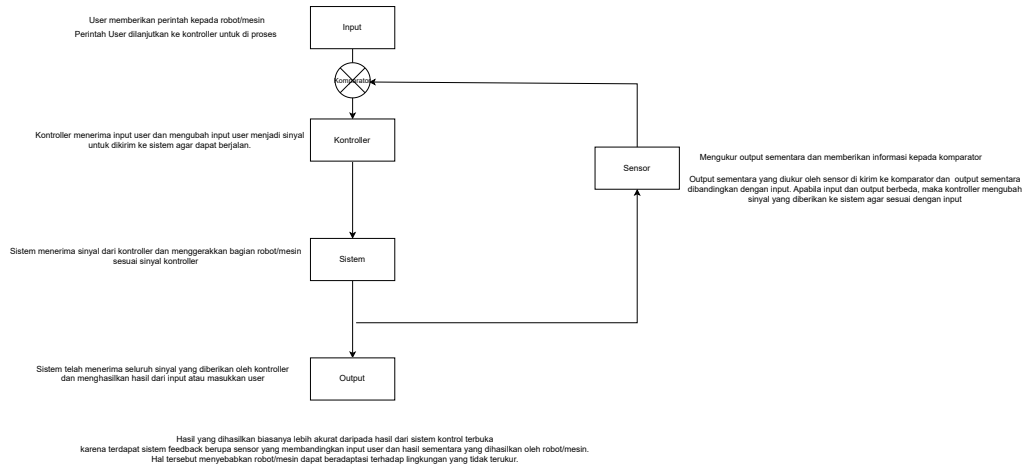 User memberikan perintah kepada robot/mesin
Perintah User dilanjutkan ke kontroller untuk di proses
Input
Komparator
Kontroller menerima input user dan mengubah input user menjadi sinyal
untuk dikirim ke sistem agar dapat berjalan.
Kontroller
Sensor
Mengukur output sementara dan memberikan informasi kepada komparator
Output sementara yang diukur oleh sensor di kirim ke komparator dan output sementara
dibandingkan dengan input. Apabila input dan output berbeda, maka kontroller mengubah
sinyal yang diberikan ke sistem agar sesuai dengan input
Sistem menerima sinyal dari kontroller dan menggerakkan bagian robot/mesin
sesuai sinyal kontroller
Sistem
Sistem telah menerima seluruh sinyal yang diberikan oleh kontroller
dan menghasilkan hasil dari input atau masukkan user
Output
Hasil yang dihasilkan biasanya lebih akurat daripada hasil dari sistem kontrol terbuka
karena terdapat sistem feedback berupa sensor yang membandingkan input user dan hasil sementara yang dihasilkan oleh robot/mesin.
Hal tersebut menyebabkan robot/mesin dapat beradaptasi terhadap lingkungan yang tidak terukur.